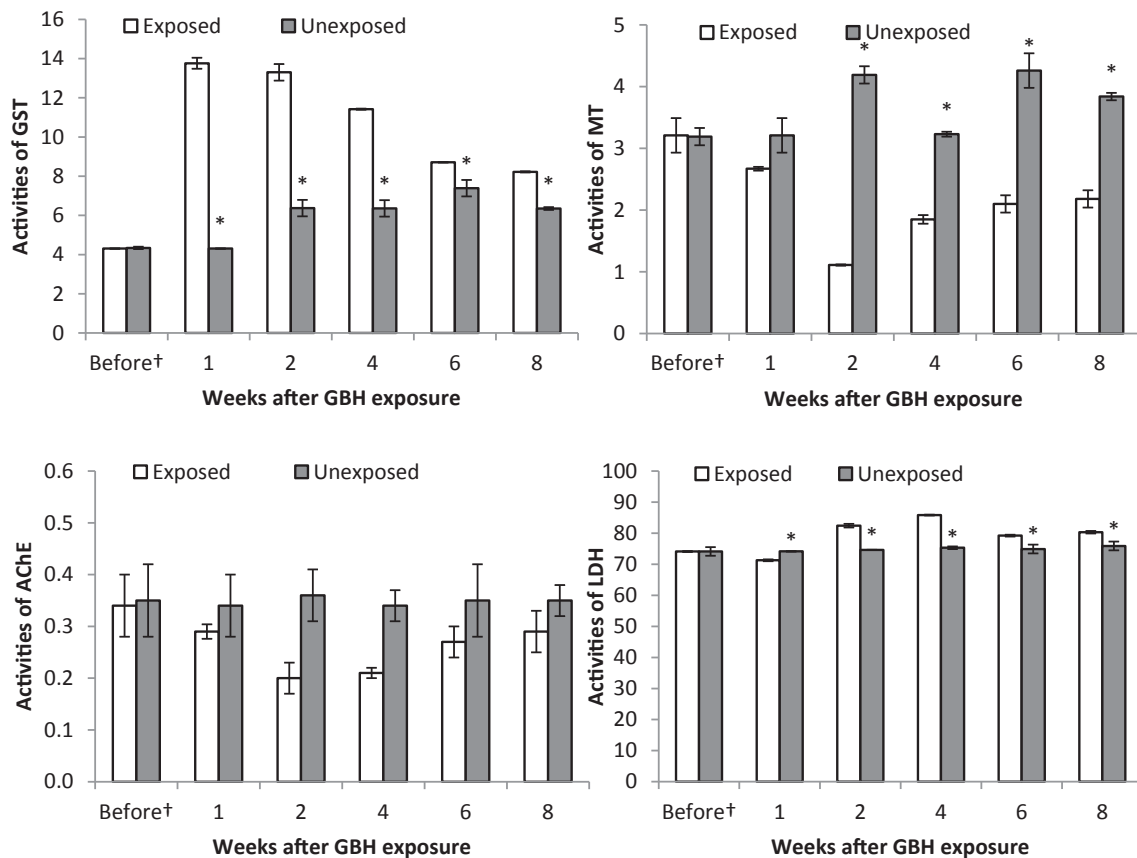 Exposed Unexposed
16
14
12
10
8
6
4
2
0
Activities of GST
* * * * *
Before† 1 2 4 6 8
Weeks after GBH exposure
Exposed Unexposed
5
4
3
2
1
0
Activities of MT
* * * *
Before† 1 2 4 6 8
Weeks after GBH exposure
Exposed Unexposed
0.6
0.5
0.4
0.3
0.2
0.1
0.0
Activities of AChE
Before† 1 2 4 6 8
Weeks after GBH exposure
Exposed Unexposed
100
90
80
70
60
50
40
30
20
10
0
Activities of LDH
* * * * *
Before† 1 2 4 6 8
Weeks after GBH exposure